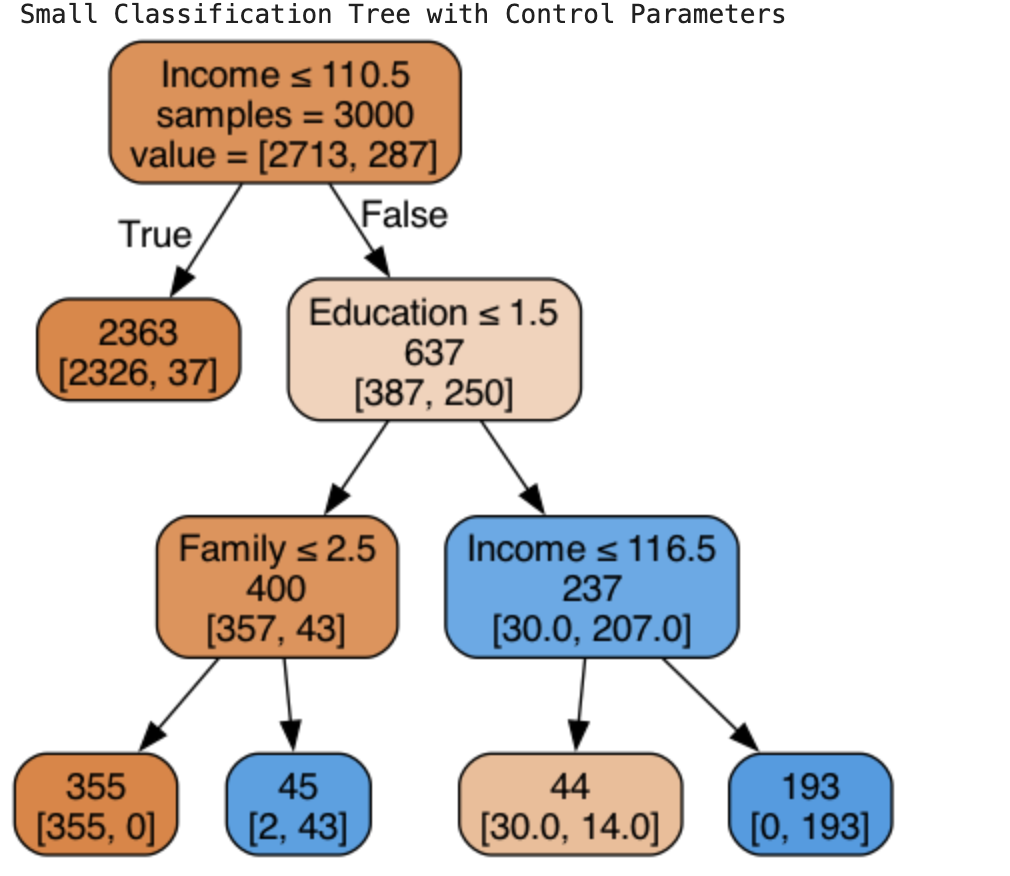 Small Classification Tree with Control Parameters
Income ≤ 110.5
samples = 3000
value = [2713, 287]
True
False
2363
[2326, 37]
Education ≤ 1.5
637
[387, 250]
Family ≤ 2.5
400
[357, 43]
Income ≤ 116.5
237
[30.0, 207.0]
355
[355, 0]
45
[2, 43]
44
[30.0, 14.0]
193
[0, 193]